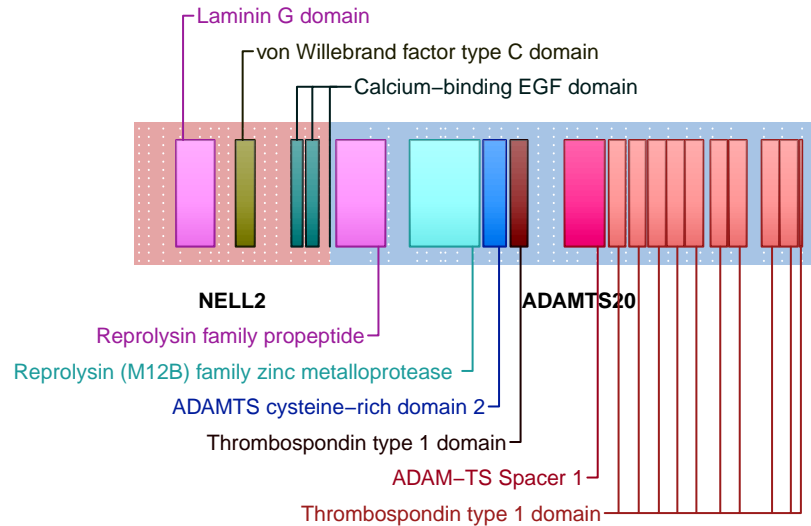 Laminin G domain
von Willebrand factor type C domain
Calcium−binding EGF domain
NELL2
ADAMTS20
Reprolysin family propeptide
Reprolysin (M12B) family zinc metalloprotease
ADAMTS cysteine−rich domain 2
Thrombospondin type 1 domain
ADAM−TS Spacer 1
Thrombospondin type 1 domain